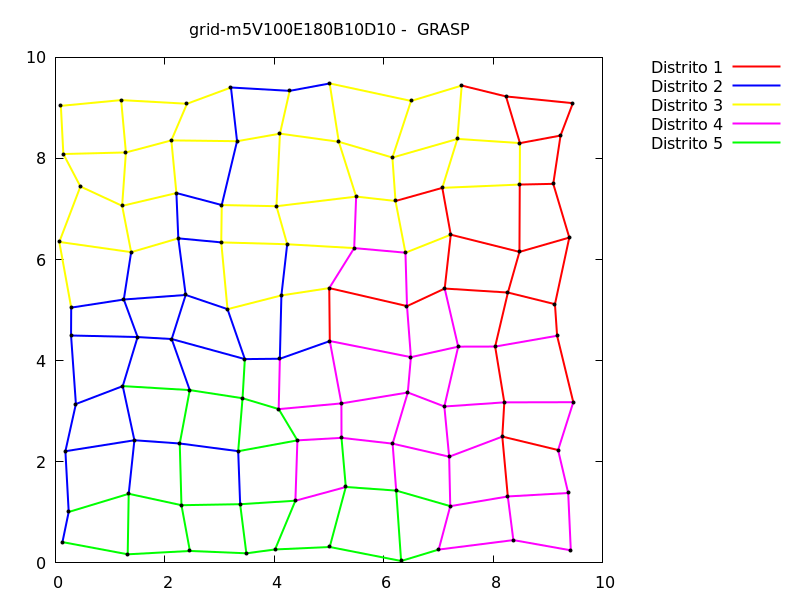 grid-m5V100E180B10D10 - GRASP
Distrito 1
Distrito 2
Distrito 3
Distrito 4
Distrito 5
10
8
6
4
2
0
0 2 4 6 8 10